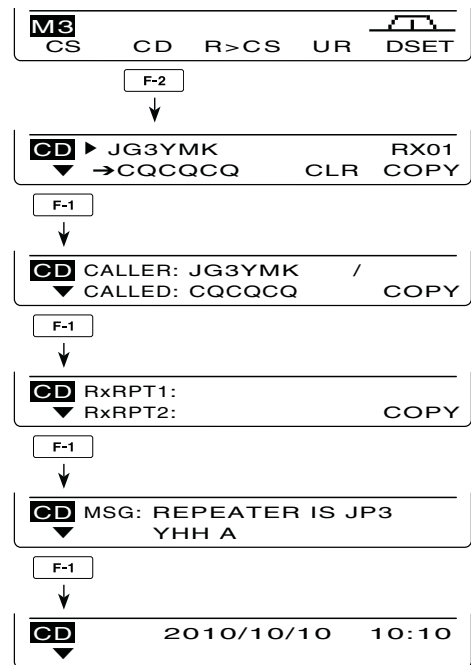 M3
CS CD R>CS UR DSET
F-2
CD ▶ JG3YMK RX01
▼ →CQCQCQ CLR COPY
F-1
CD CALLER: JG3YMK /
▼ CALLED: CQCQCQ COPY
F-1
CD RxRPT1:
▼ RxRPT2: COPY
F-1
CD MSG: REPEATER IS JP3
▼ YHH A
F-1
CD 2010/10/10 10:10
▼